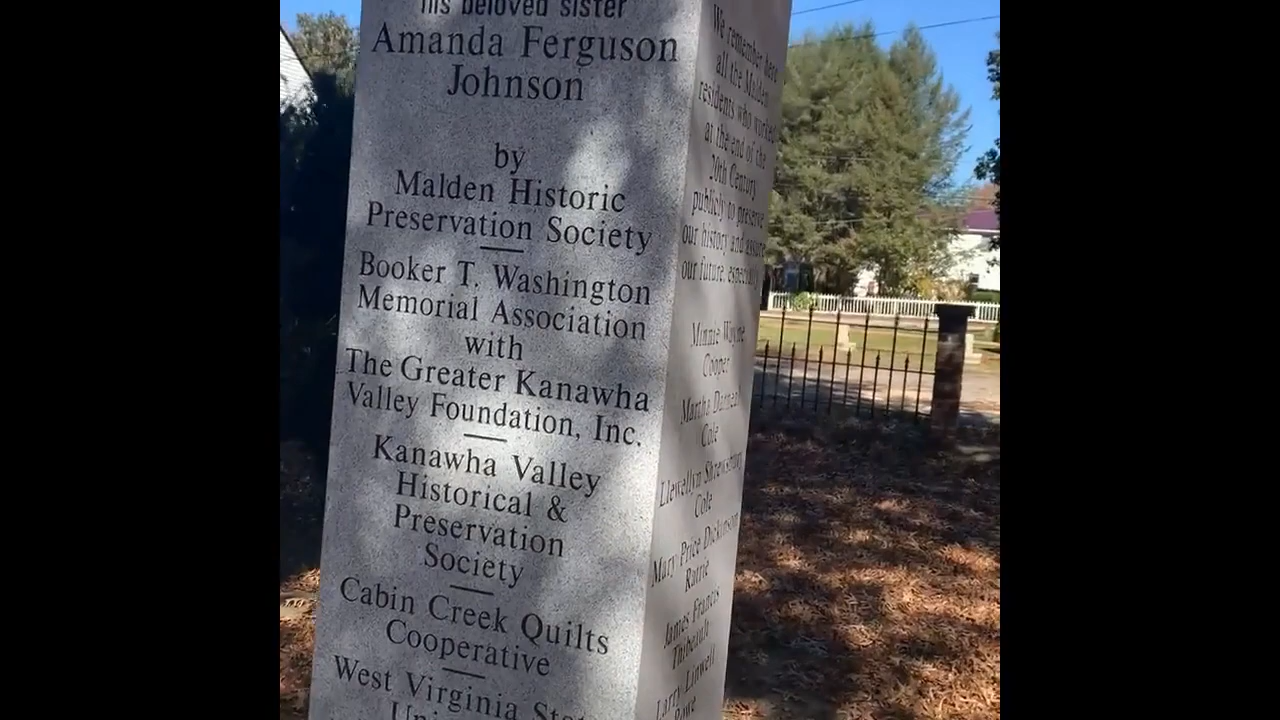 his beloved sister
Amanda Ferguson
Johnson
by
Malden Historic
Preservation Society
Booker T. Washington
Memorial Association
with
The Greater Kanawha
Valley Foundation, Inc.
Kanawha Valley
Historical &
Preservation
Society
Cabin Creek Quilts
Cooperative
West Virginia State
We remember here
all the Malden
residents who worked
at the end of the
20th Century
publicly to preserve
our history and assure
our future, especially
Minnie Wayne
Cooper
Martha Darneal
Cole
Llewellyn Shrewsbury
Cole
Mary Price Dickinson
Ratrie
James Francis
Thibeault
Larry Linwell
Rowe